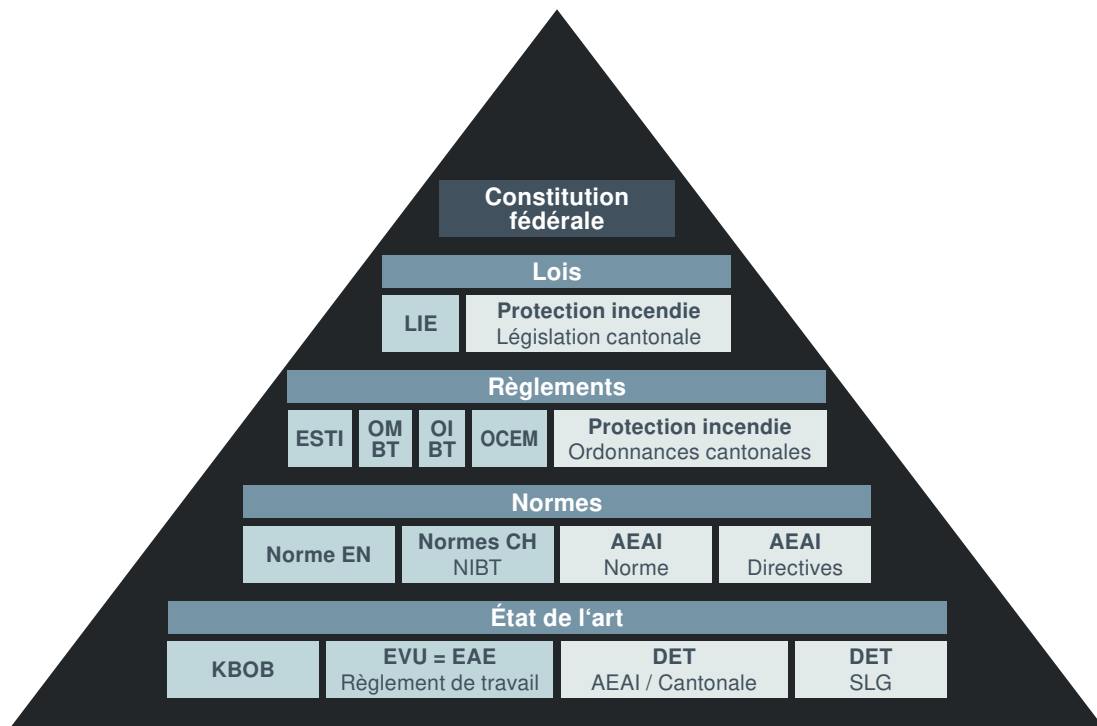 Constitution
fédérale
Lois
LIE
Protection incendie
Législation cantonale
Règlements
ESTI
OM
BT
OI
BT
OCEM
Protection incendie
Ordonnances cantonales
Normes
Norme EN
Normes CH
NIBT
AEAI
Norme
AEAI
Directives
État de l‘art
KBOB
EVU = EAE
Règlement de travail
DET
AEAI / Cantonale
DET
SLG